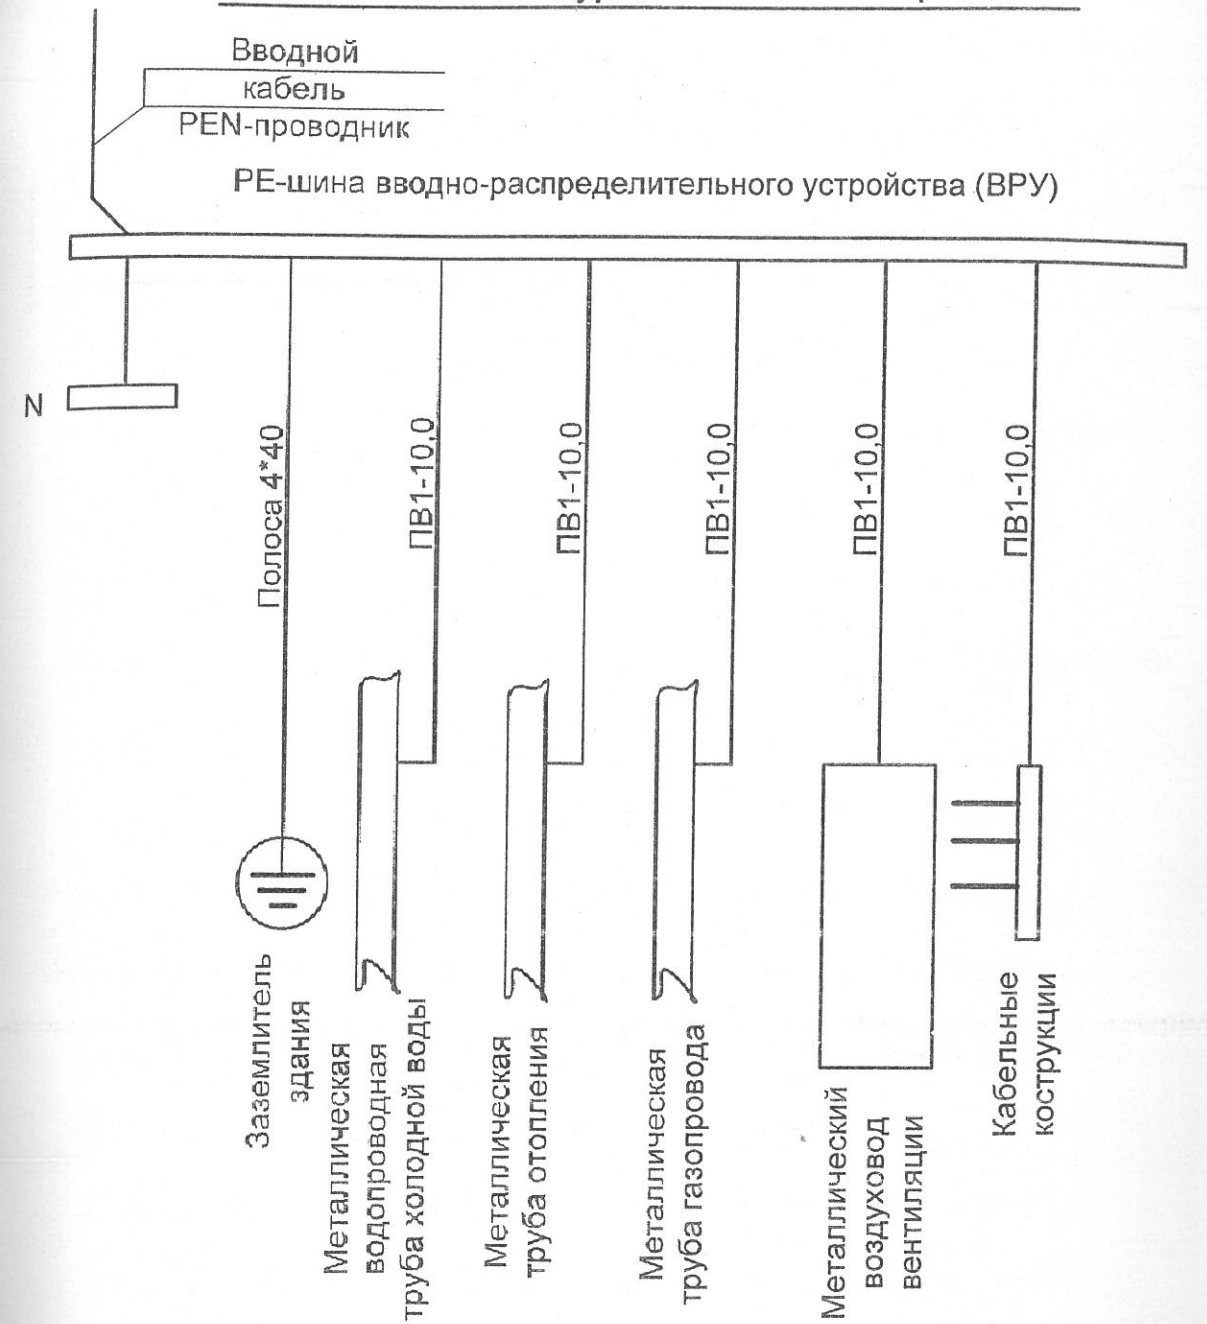 Вводной
кабель
PEN-проводник
РЕ-шина вводно-распределительного устройства (ВРУ)
N
Полоса 4*40
ПВ1-10,0
ПВ1-10,0
ПВ1-10,0
ПВ1-10,0
ПВ1-10,0
Заземлитель
здания
Металлическая
водопроводная
труба холодной воды
Металлическая
труба отопления
Металлическая
труба газопровода
Металлический
воздуховод
вентиляции
Кабельные
кострукции